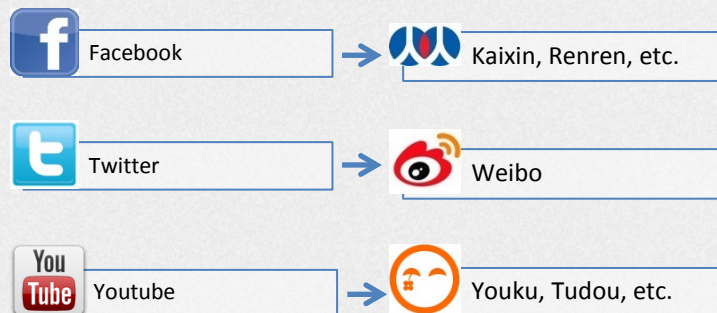 f
Facebook
Kaixin, Renren, etc.
t
Twitter
Weibo
You
Tube
Youtube
Youku, Tudou, etc.